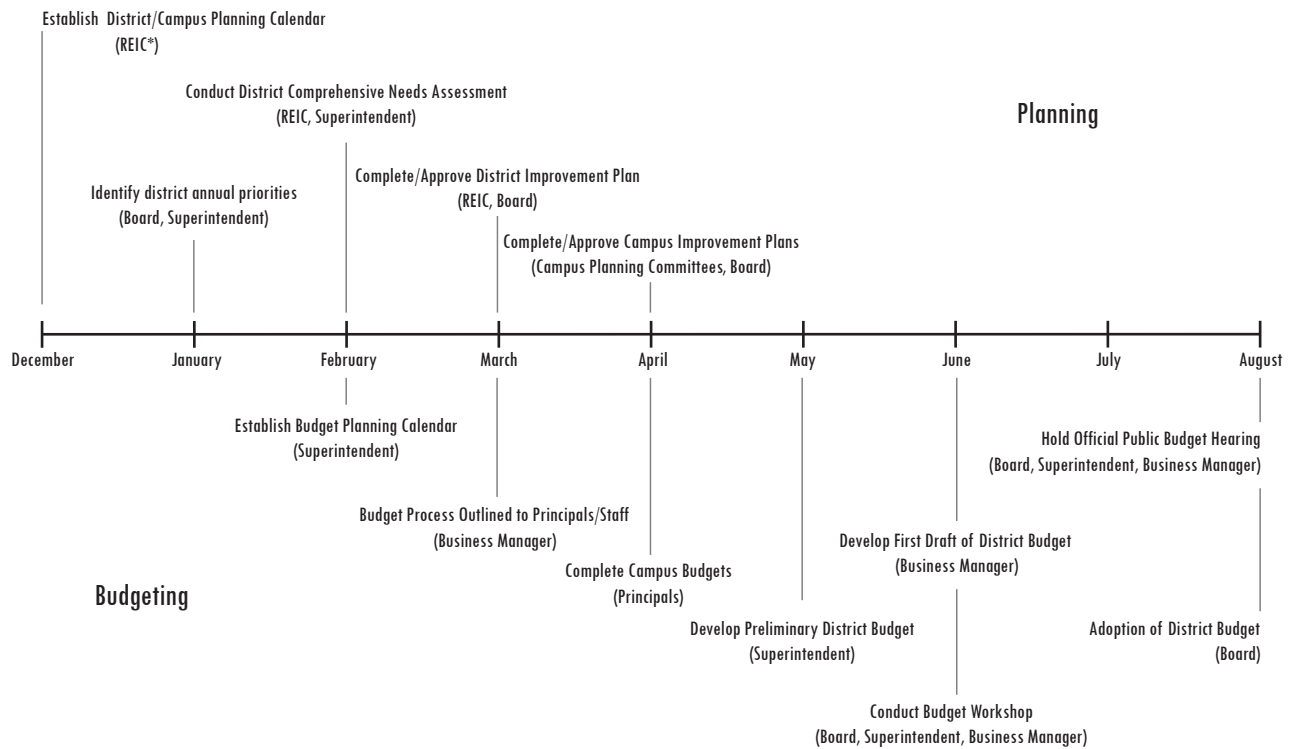 Establish District/Campus Planning Calendar
(REIC*)
Conduct District Comprehensive Needs Assessment
(REIC, Superintendent)
Planning
Complete/Approve District Improvement Plan
(REIC, Board)
Identify district annual priorities
(Board, Superintendent)
Complete/Approve Campus Improvement Plans
(Campus Planning Committees, Board)
December January February March April May June July August
Establish Budget Planning Calendar
(Superintendent)
Hold Official Public Budget Hearing
(Board, Superintendent, Business Manager)
Budget Process Outlined to Principals/Staff
(Business Manager)
Develop First Draft of District Budget
(Business Manager)
Complete Campus Budgets
(Principals)
Budgeting
Develop Preliminary District Budget
(Superintendent)
Adoption of District Budget
(Board)
Conduct Budget Workshop
(Board, Superintendent, Business Manager)